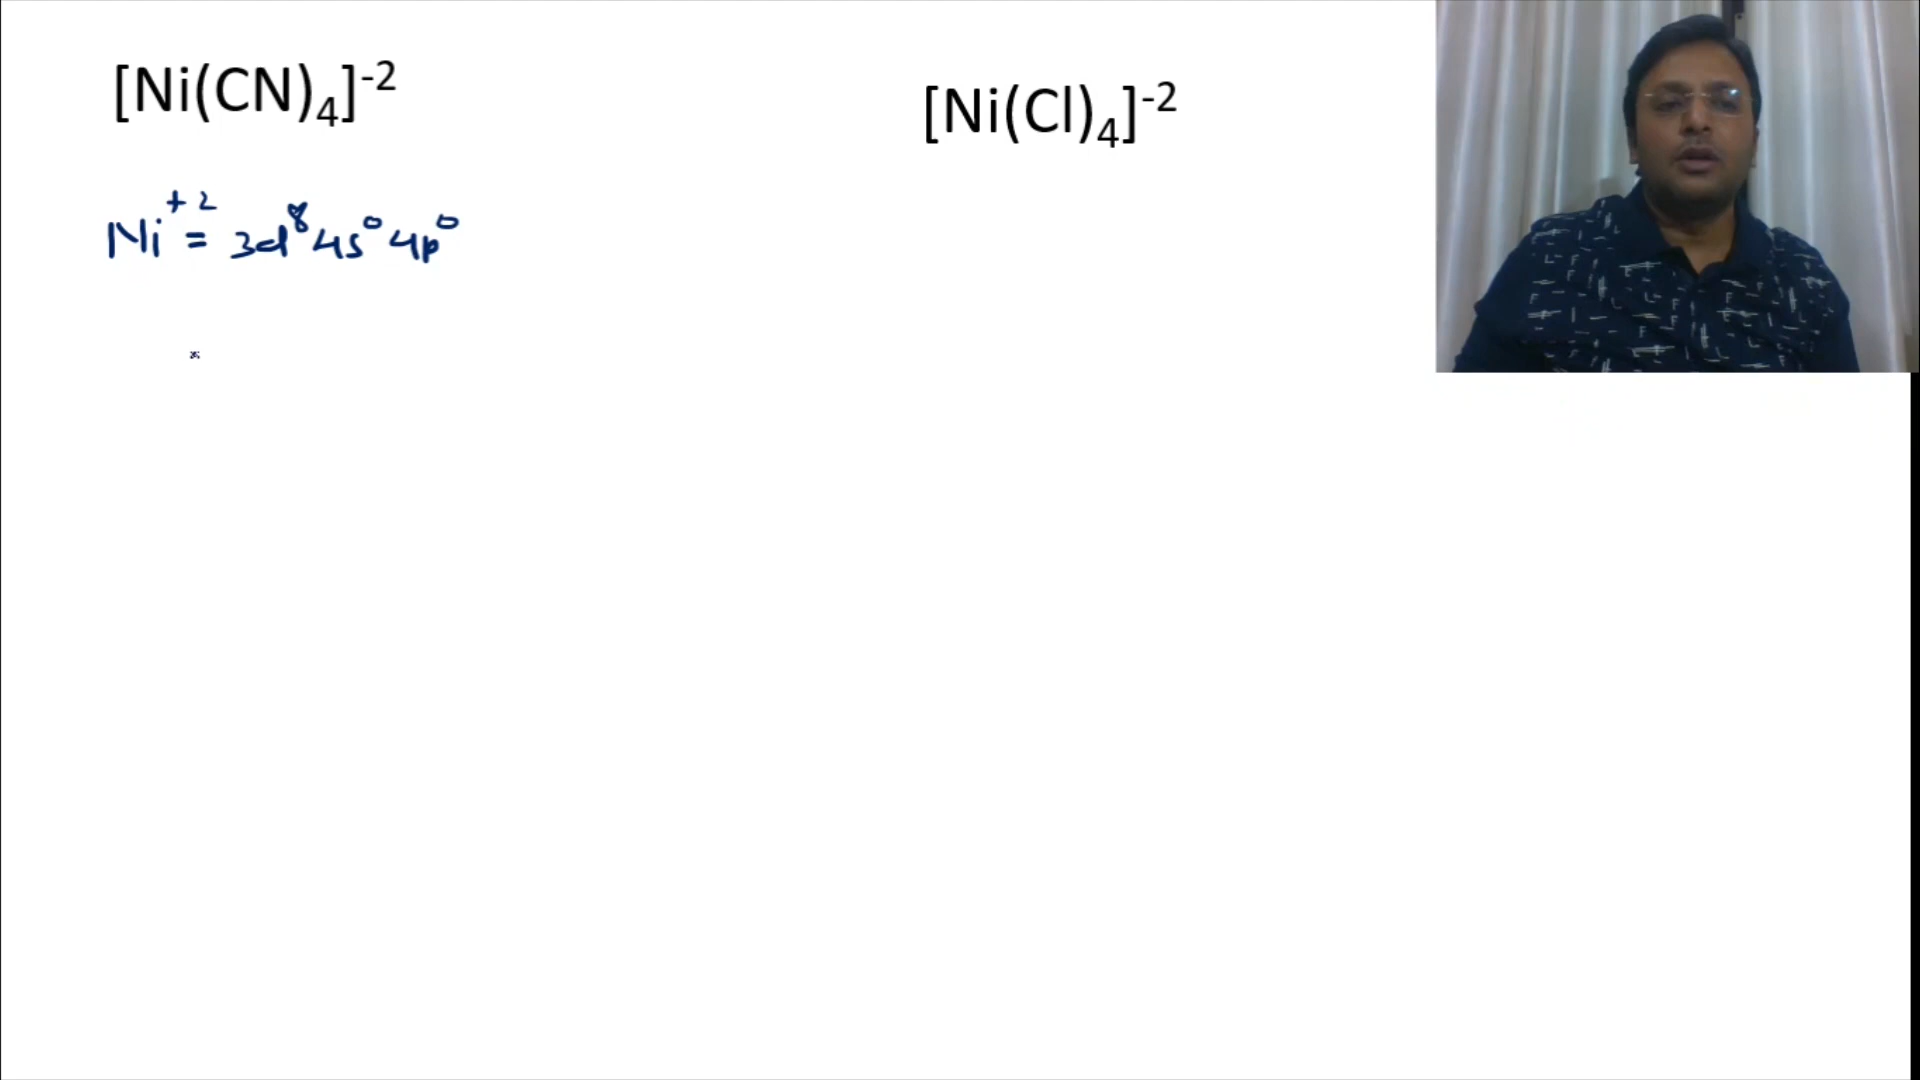 [Ni(CN)₄]⁻²
[Ni(Cl)₄]⁻²
Ni⁺² = 3d⁸ 4s⁰ 4p⁰